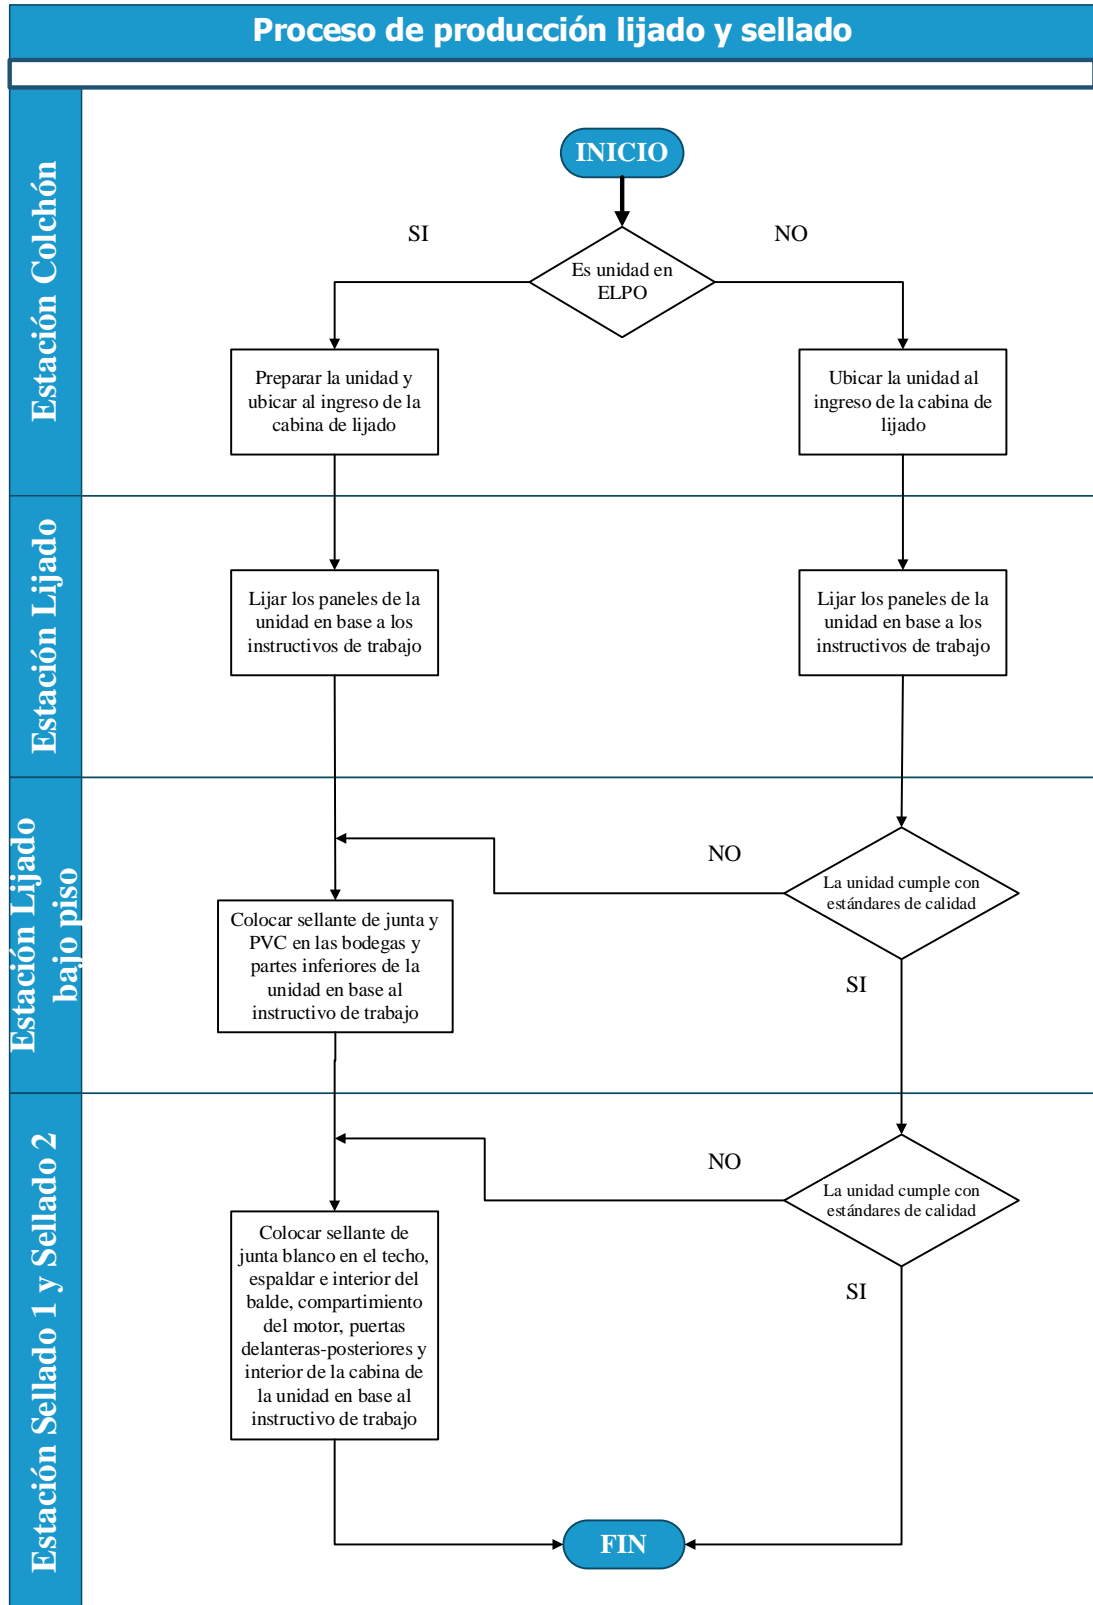 Proceso de producción lijado y sellado
Estación Colchón
INICIO
SI
NO
Es unidad en
ELPO
Preparar la unidad y
ubicar al ingreso de la
cabina de lijado
Ubicar la unidad al
ingreso de la cabina de
lijado
Estación Lijado
Lijar los paneles de la
unidad en base a los
instructivos de trabajo
Lijar los paneles de la
unidad en base a los
instructivos de trabajo
Estación Lijado
bajo piso
NO
La unidad cumple con
estándares de calidad
Colocar sellante de junta y
PVC en las bodegas y
partes inferiores de la
unidad en base al
instructivo de trabajo
SI
Estación Sellado 1 y Sellado 2
NO
La unidad cumple con
estándares de calidad
Colocar sellante de
junta blanco en el techo,
espaldar e interior del
balde, compartimiento
del motor, puertas
delanteras-posteriores y
interior de la cabina de
la unidad en base al
instructivo de trabajo
SI
FIN